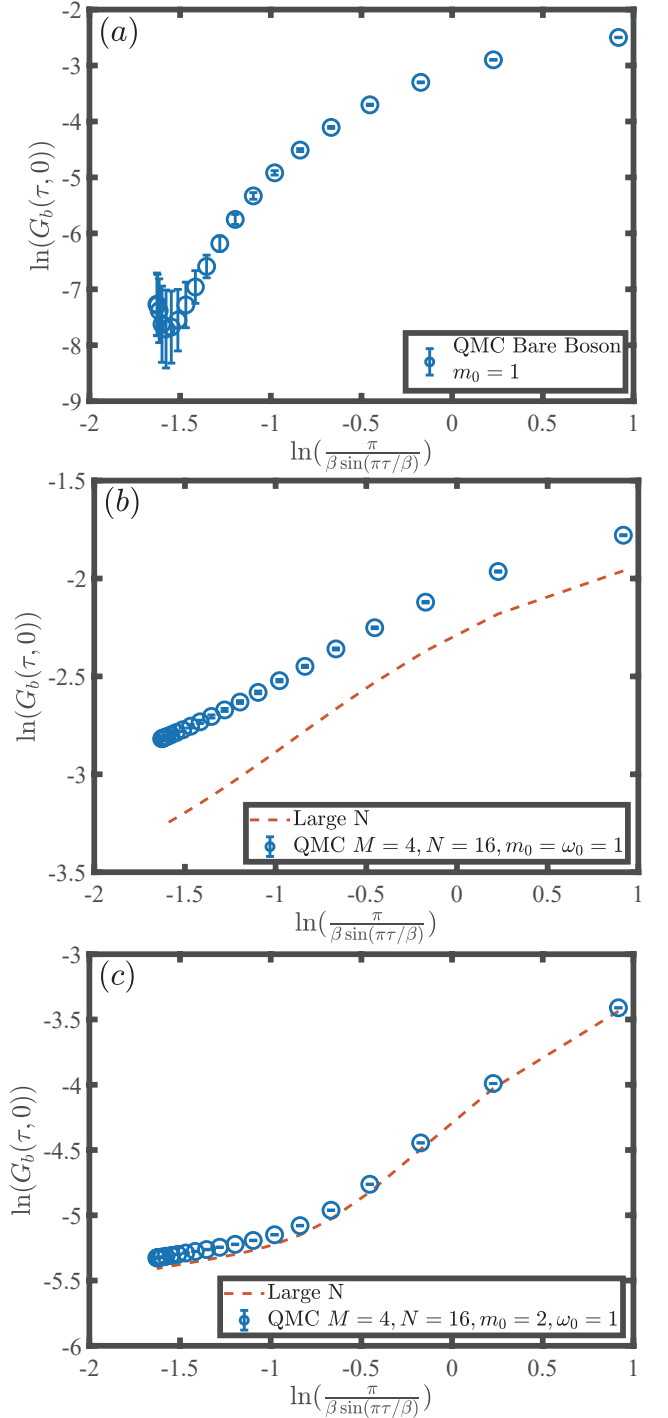 (a)
-2
-3
-4
-5
-6
-7
-8
-9
ln(G_b(τ, 0))
QMC Bare Boson
m_0 = 1
-2 -1.5 -1 -0.5 0 0.5 1
ln(π / β sin(πτ/β))
(b)
-1.5
-2
-2.5
-3
-3.5
ln(G_b(τ, 0))
Large N
QMC M = 4, N = 16, m_0 = ω_0 = 1
-2 -1.5 -1 -0.5 0 0.5 1
ln(π / β sin(πτ/β))
(c)
-3
-3.5
-4
-4.5
-5
-5.5
-6
ln(G_b(τ, 0))
Large N
QMC M = 4, N = 16, m_0 = 2, ω_0 = 1
-2 -1.5 -1 -0.5 0 0.5 1
ln(π / β sin(πτ/β))